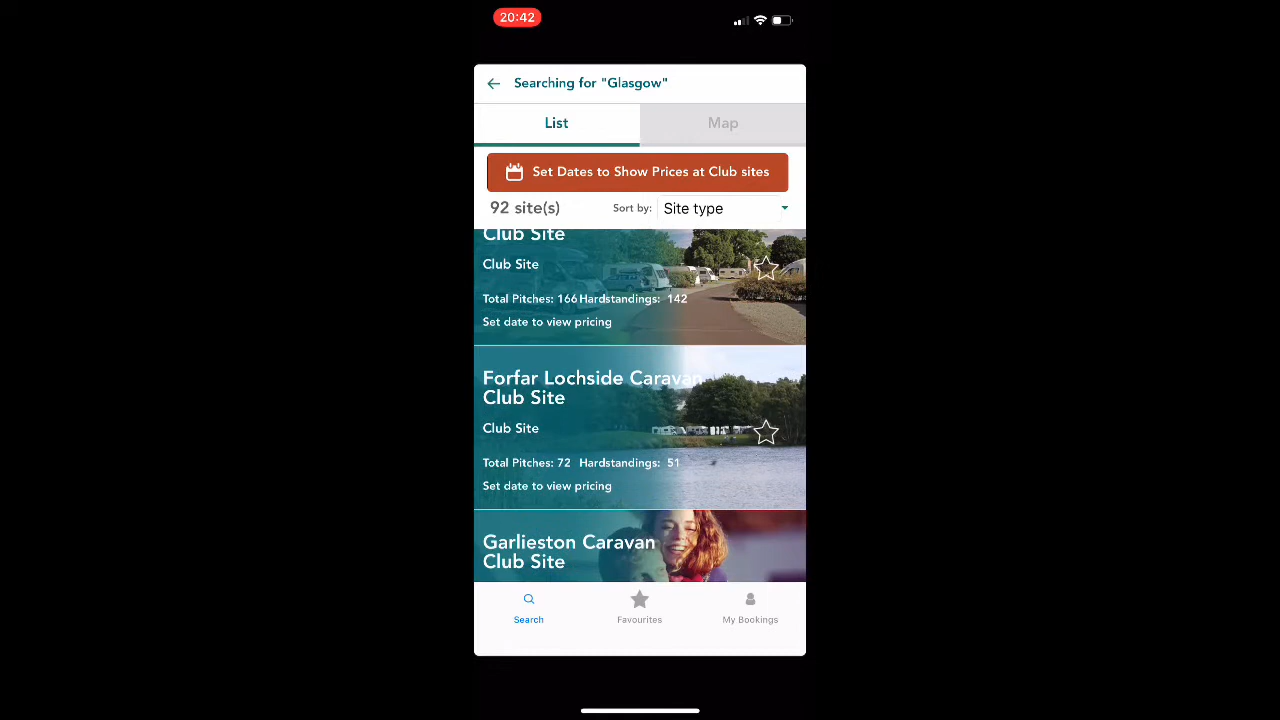 20:42
Searching for "Glasgow"
List
Map
Set Dates to Show Prices at Club sites
92 site(s)
Sort by:
Site type
Club Site
Club Site
Total Pitches: 166 Hardstandings: 142
Set date to view pricing
Forfar Lochside Caravan
Club Site
Club Site
Total Pitches: 72 Hardstandings: 51
Set date to view pricing
Garlieston Caravan
Club Site
Search
Favourites
My Bookings